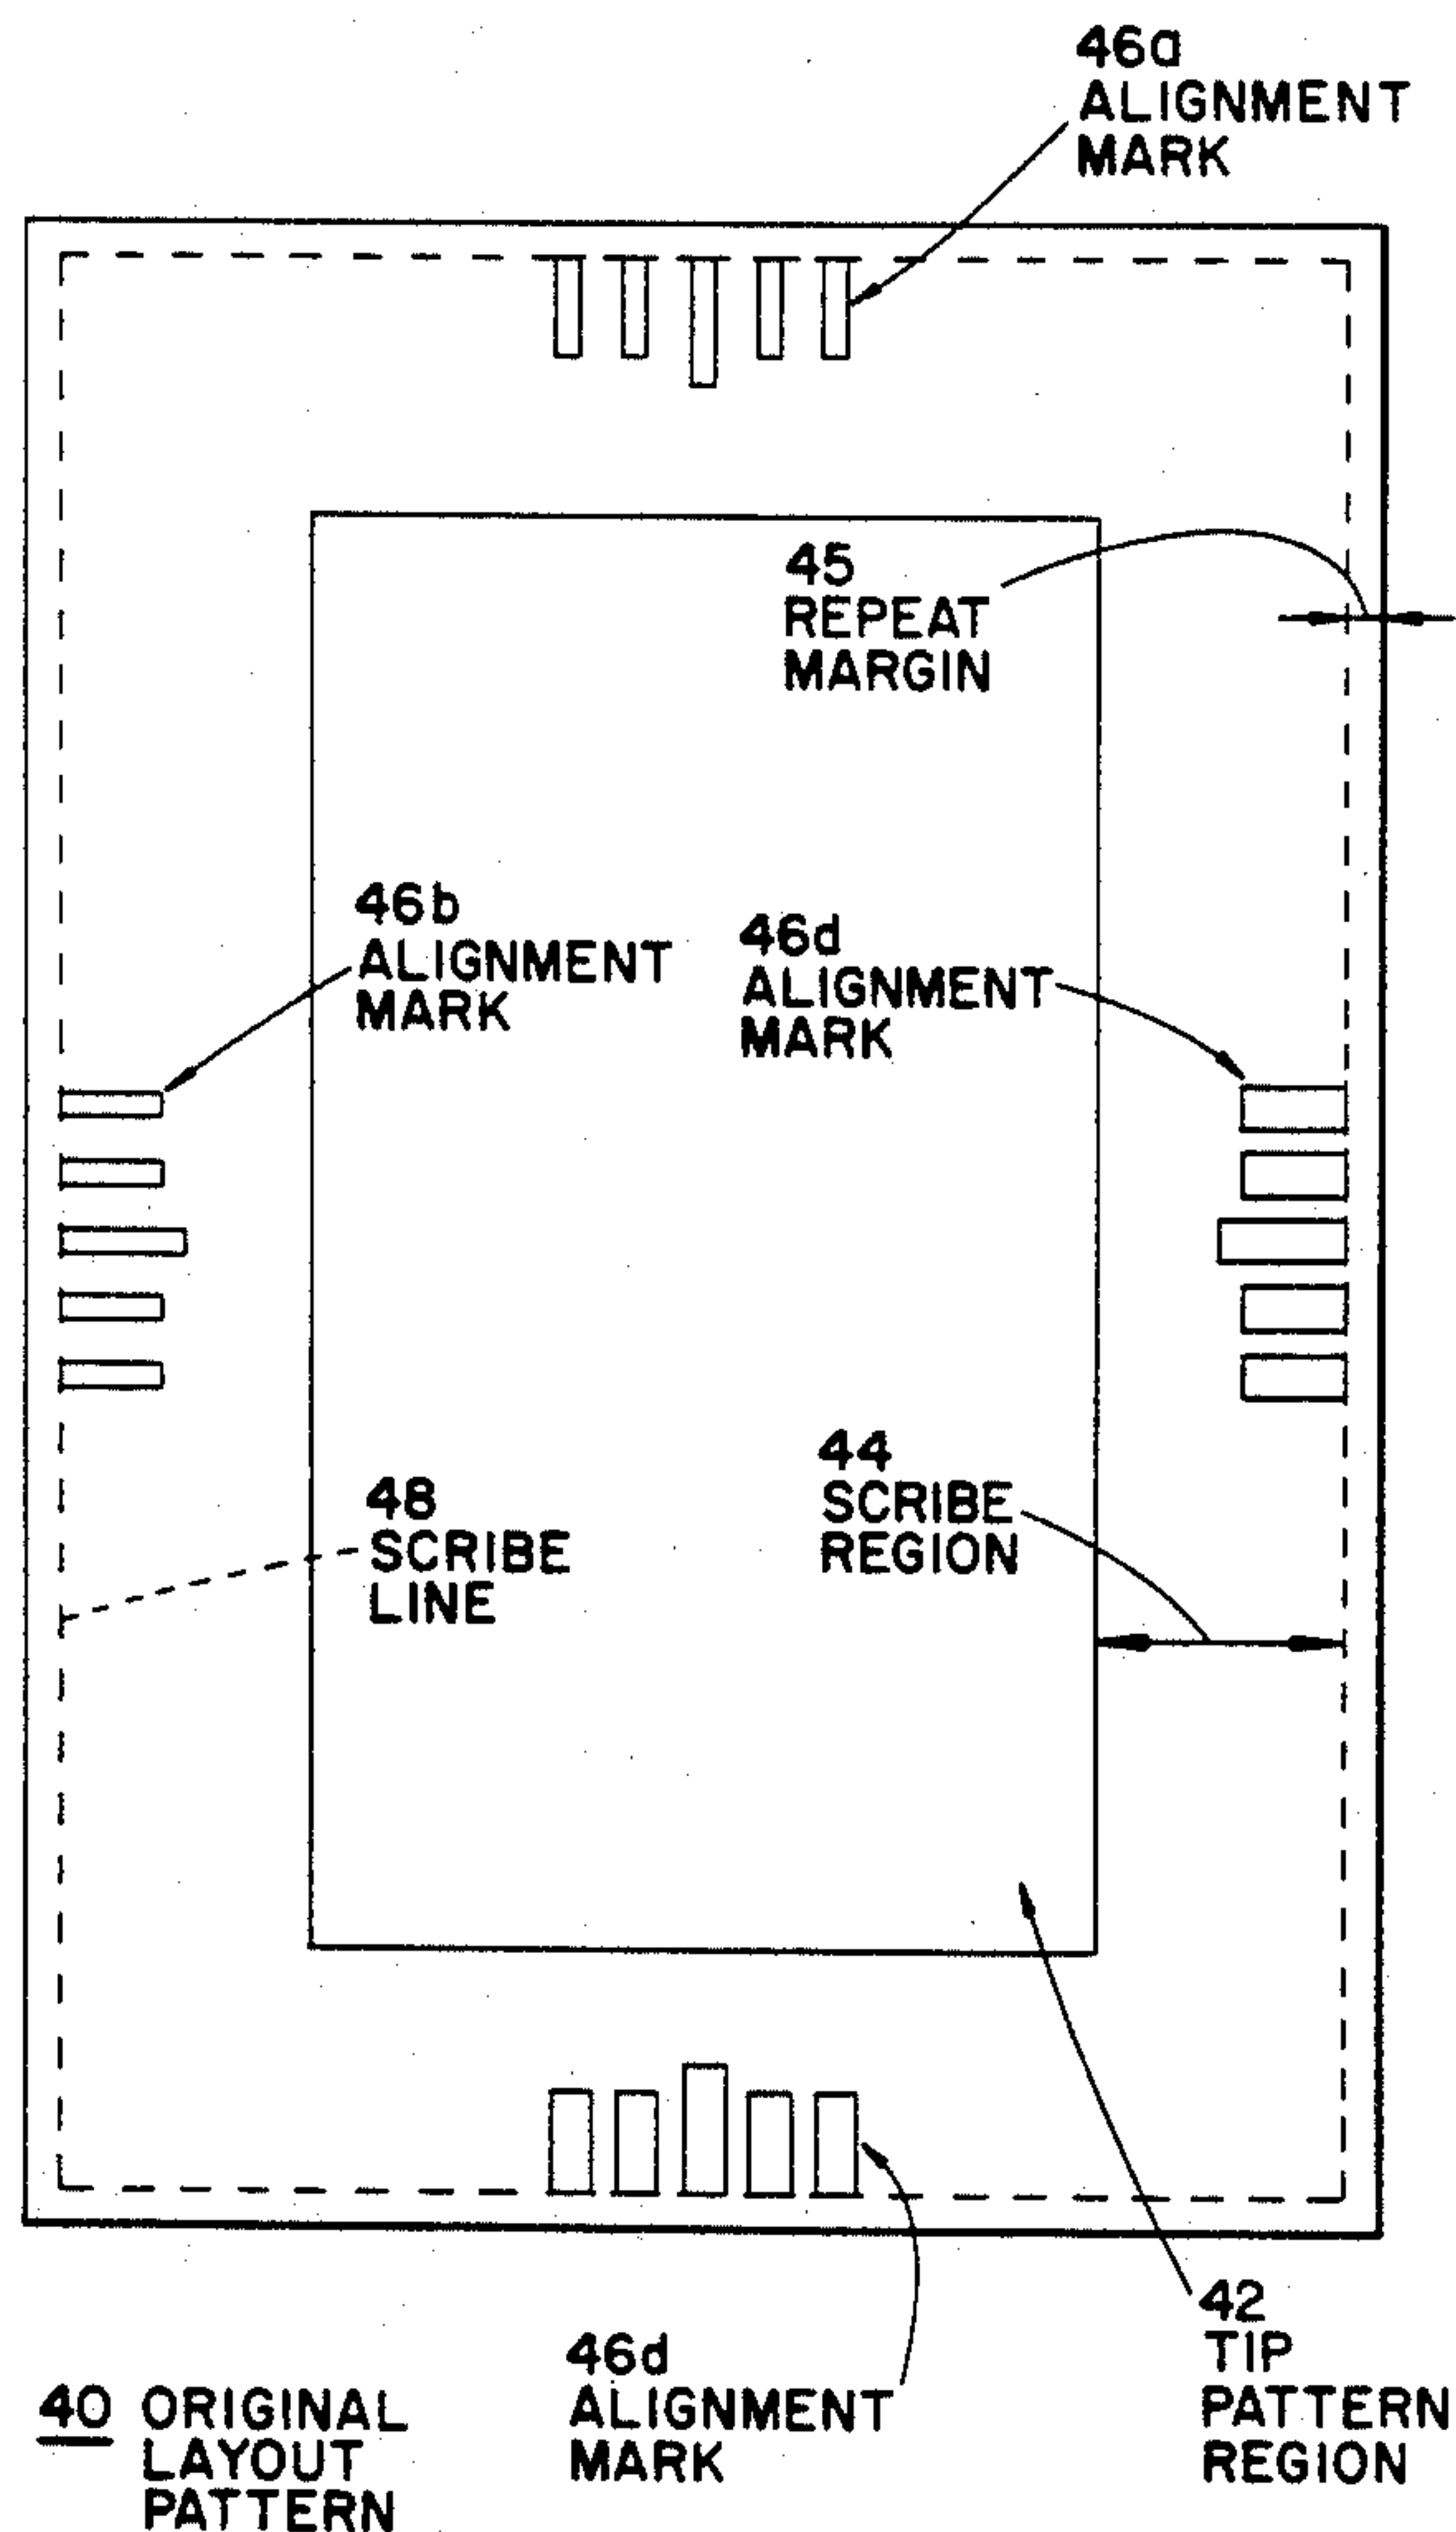 46a
ALIGNMENT
MARK
45
REPEAT
MARGIN
46b
ALIGNMENT
MARK
46d
ALIGNMENT
MARK
44
SCRIBE
REGION
48
SCRIBE
LINE
42
TIP
PATTERN
REGION
46d
ALIGNMENT
MARK
40 ORIGINAL
LAYOUT
PATTERN